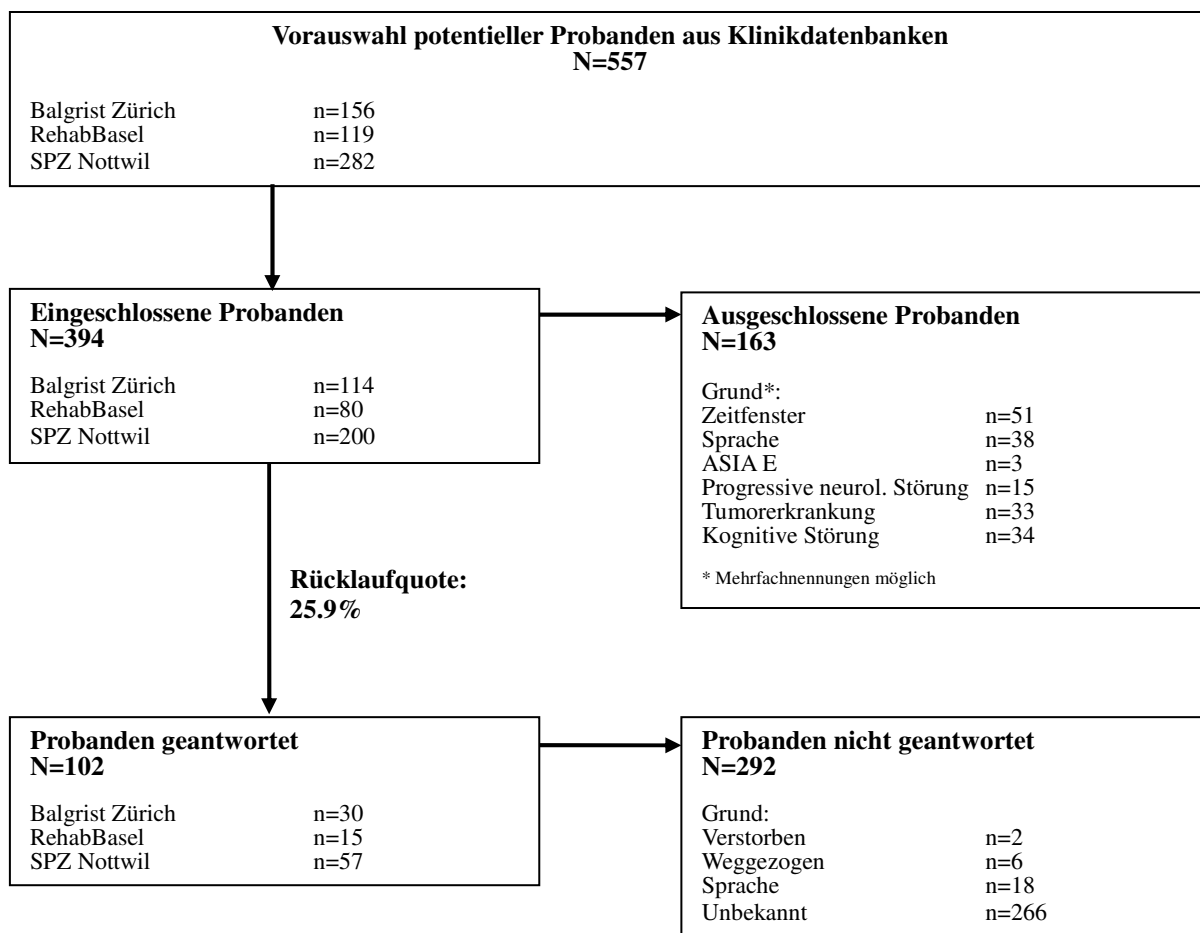 Vorauswahl potentieller Probanden aus Klinikdatenbanken
N=557
Balgrist Zürich n=156
RehabBasel n=119
SPZ Nottwil n=282
Eingeschlossene Probanden
N=394
Balgrist Zürich n=114
RehabBasel n=80
SPZ Nottwil n=200
Ausgeschlossene Probanden
N=163
Grund*:
Zeitfenster n=51
Sprache n=38
ASIA E n=3
Progressive neurol. Störung n=15
Tumorerkrankung n=33
Kognitive Störung n=34
* Mehrfachnennungen möglich
Rücklaufquote:
25.9%
Probanden geantwortet
N=102
Balgrist Zürich n=30
RehabBasel n=15
SPZ Nottwil n=57
Probanden nicht geantwortet
N=292
Grund:
Verstorben n=2
Weggezogen n=6
Sprache n=18
Unbekannt n=266